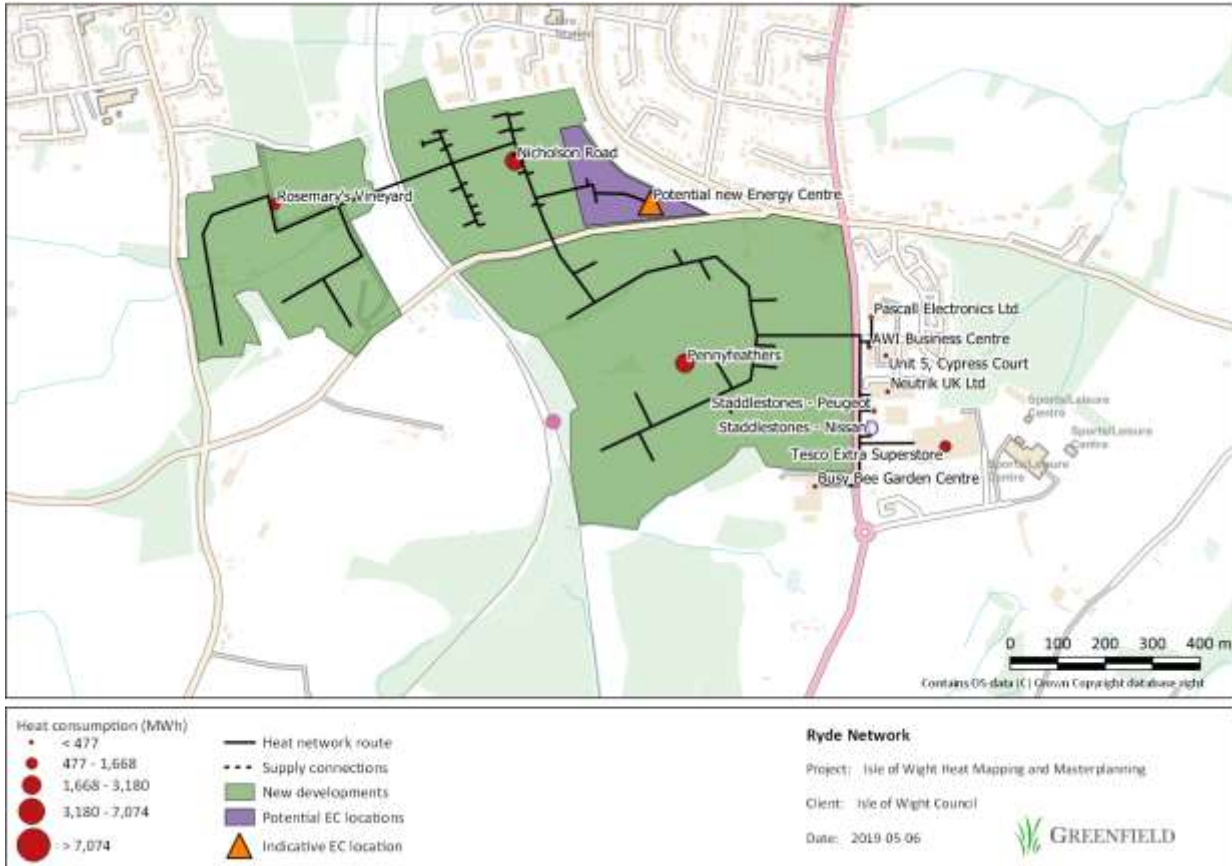 Fire
Station
Nicholson Road
Rosemary's Vineyard
Potential new Energy Centre
Pascall Electronics Ltd
AWI Business Centre
Unit 5, Cypress Court
Pennyfeathers
Neutrik UK Ltd
Staddlestones - Peugeot
Sports/Leisure
Centre
Staddlestones - Nissan
Sports/Leisure
Centre
Tesco Extra Superstore
Sports/Leisure
Centre
Busy Bee Garden Centre
0 100 200 300 400 m
Contains OS data (C) Crown Copyright database right
Heat consumption (MWh)
< 477
477 - 1,668
1,668 - 3,180
3,180 - 7,074
> 7,074
Heat network route
Supply connections
New developments
Potential EC locations
Indicative EC location
Ryde Network
Project: Isle of Wight Heat Mapping and Masterplanning
Client: Isle of Wight Council
Date: 2019-05-06
GREENFIELD